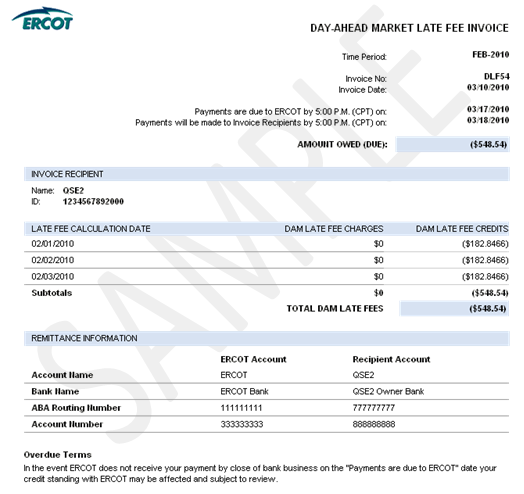 ERCOT
DAY-AHEAD MARKET LATE FEE INVOICE
Time Period: FEB-2010
Invoice No: DLF54
Invoice Date: 03/10/2010
Payments are due to ERCOT by 5:00 P.M. (CPT) on: 03/17/2010
Payments will be made to Invoice Recipients by 5:00 P.M. (CPT) on: 03/18/2010
AMOUNT OWED (DUE): ($548.54)
INVOICE RECIPIENT
Name: QSE2
ID: 1234567892000
LATE FEE CALCULATION DATE DAM LATE FEE CHARGES DAM LATE FEE CREDITS
02/01/2010 $0 ($182.8466)
02/02/2010 $0 ($182.8466)
02/03/2010 $0 ($182.8466)
Subtotals $0 ($548.54)
TOTAL DAM LATE FEES ($548.54)
REMITTANCE INFORMATION
ERCOT Account Recipient Account
Account Name ERCOT QSE2
Bank Name ERCOT Bank QSE2 Owner Bank
ABA Routing Number 111111111 777777777
Account Number 333333333 888888888
Overdue Terms
In the event ERCOT does not receive your payment by close of bank business on the "Payments are due to ERCOT" date your
credit standing with ERCOT may be affected and subject to review.
SAMPLE